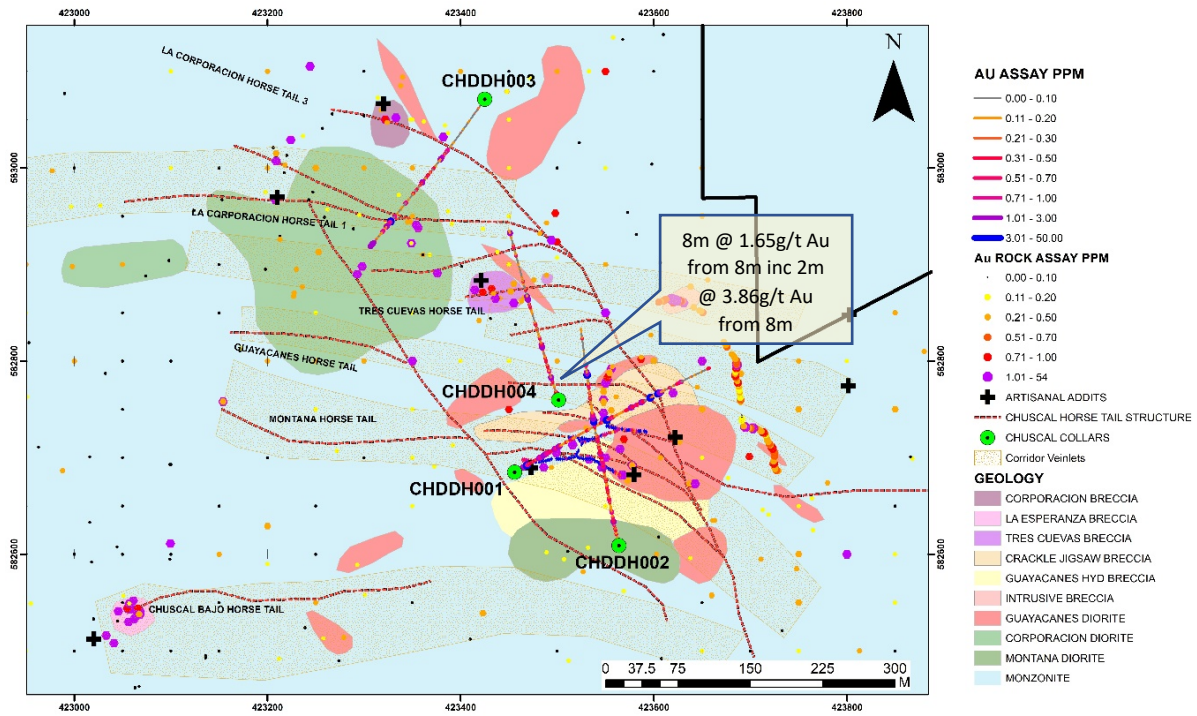 423000
423200
423400
423600
423800
583000
582800
582600
583000
582800
582600
N
LA CORPORACION HORSE TAIL 3
CHDDH003
LA CORPORACION HORSE TAIL 1
8m @ 1.65g/t Au
from 8m inc 2m
@ 3.86g/t Au
from 8m
TRES CUEVAS HORSE TAIL
GUAYACANES HORSE TAIL
CHDDH004
MONTANA HORSE TAIL
CHDDH001
CHDDH002
CHUSCAL BAJO HORSE TAIL
0 37.5 75 150 225 300
M
423000
423200
423400
423600
423800
AU ASSAY PPM
0.00 - 0.10
0.11 - 0.20
0.21 - 0.30
0.31 - 0.50
0.51 - 0.70
0.71 - 1.00
1.01 - 3.00
3.01 - 50.00
Au ROCK ASSAY PPM
0.00 - 0.10
0.11 - 0.20
0.21 - 0.50
0.51 - 0.70
0.71 - 1.00
1.01 - 54
ARTISANAL ADDITS
CHUSCAL HORSE TAIL STRUCTURE
CHUSCAL COLLARS
Corridor Veinlets
GEOLOGY
CORPORACION BRECCIA
LA ESPERANZA BRECCIA
TRES CUEVAS BRECCIA
CRACKLE JIGSAW BRECCIA
GUAYACANES HYD BRECCIA
INTRUSIVE BRECCIA
GUAYACANES DIORITE
CORPORACION DIORITE
MONTANA DIORITE
MONZONITE